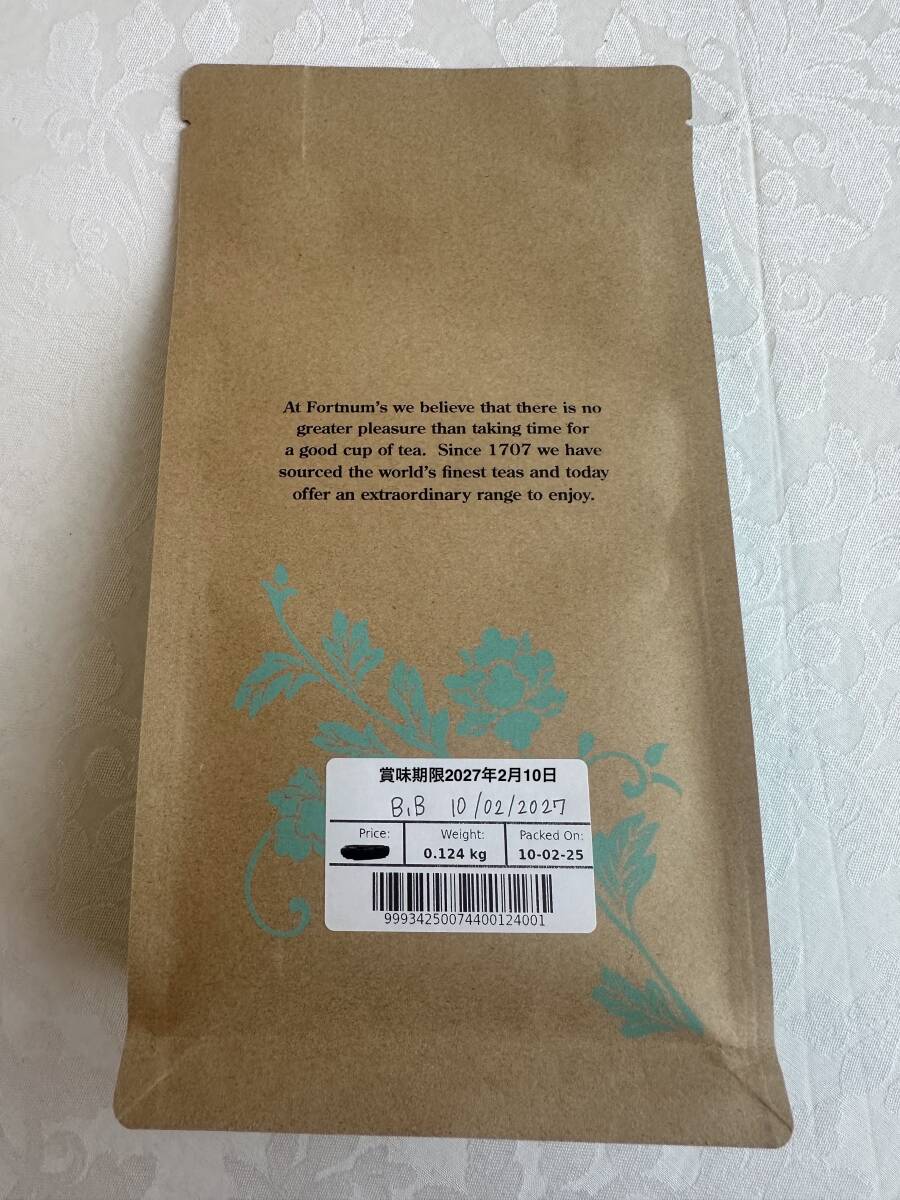 At Fortnum's we believe that there is no
greater pleasure than taking time for
a good cup of tea. Since 1707 we have
sourced the world's finest teas and today
offer an extraordinary range to enjoy.
賞味期限2027年2月10日
B,B 10/02/2027
Price: Weight: Packed On:
0.124 kg 10-02-25
99934250074400124001